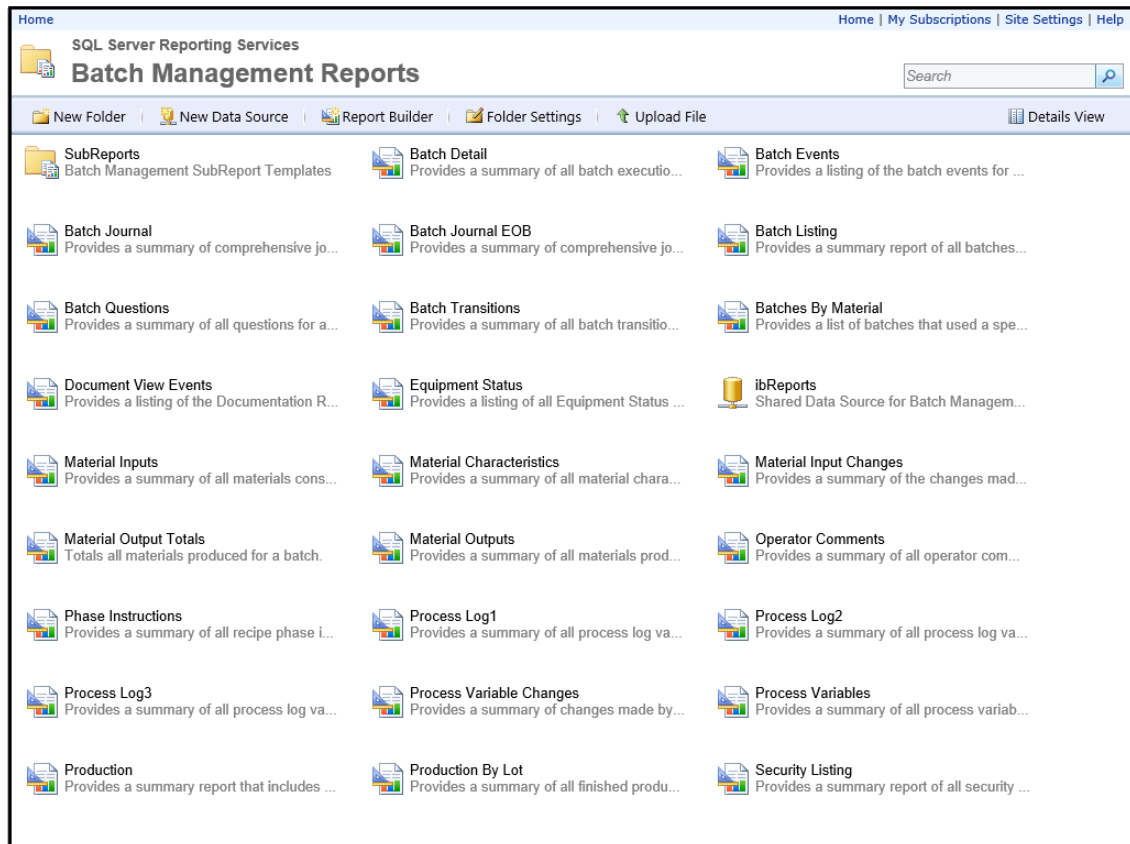 Home
Home | My Subscriptions | Site Settings | Help
SQL Server Reporting Services
Batch Management Reports
Search
New Folder | New Data Source | Report Builder | Folder Settings | Upload File
Details View
SubReports
Batch Management SubReport Templates
Batch Detail
Provides a summary of all batch executio...
Batch Events
Provides a listing of the batch events for ...
Batch Journal
Provides a summary of comprehensive jo...
Batch Journal EOB
Provides a summary of comprehensive jo...
Batch Listing
Provides a summary report of all batches...
Batch Questions
Provides a summary of all questions for a...
Batch Transitions
Provides a summary of all batch transitio...
Batches By Material
Provides a list of batches that used a spe...
Document View Events
Provides a listing of the Documentation R...
Equipment Status
Provides a listing of all Equipment Status ...
ibReports
Shared Data Source for Batch Managem...
Material Inputs
Provides a summary of all materials cons...
Material Characteristics
Provides a summary of all material chara...
Material Input Changes
Provides a summary of the changes mad...
Material Output Totals
Totals all materials produced for a batch.
Material Outputs
Provides a summary of all materials prod...
Operator Comments
Provides a summary of all operator com...
Phase Instructions
Provides a summary of all recipe phase i...
Process Log1
Provides a summary of all process log va...
Process Log2
Provides a summary of all process log va...
Process Log3
Provides a summary of all process log va...
Process Variable Changes
Provides a summary of changes made by...
Process Variables
Provides a summary of all process variab...
Production
Provides a summary report that includes ...
Production By Lot
Provides a summary of all finished produ...
Security Listing
Provides a summary report of all security ...